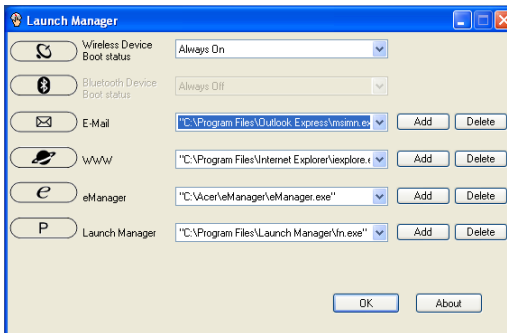 Launch Manager
Wireless Device
Boot status
Always On
Bluetooth Device
Boot status
Always Off
E-Mail
"C:\Program Files\Outlook Express\msimn.ex
Add
Delete
WWW
"C:\Program Files\Internet Explorer\iexplore.e
Add
Delete
e
eManager
"C:\Acer\eManager\eManager.exe"
Add
Delete
P
Launch Manager
"C:\Program Files\Launch Manager\fn.exe"
Add
Delete
OK
About